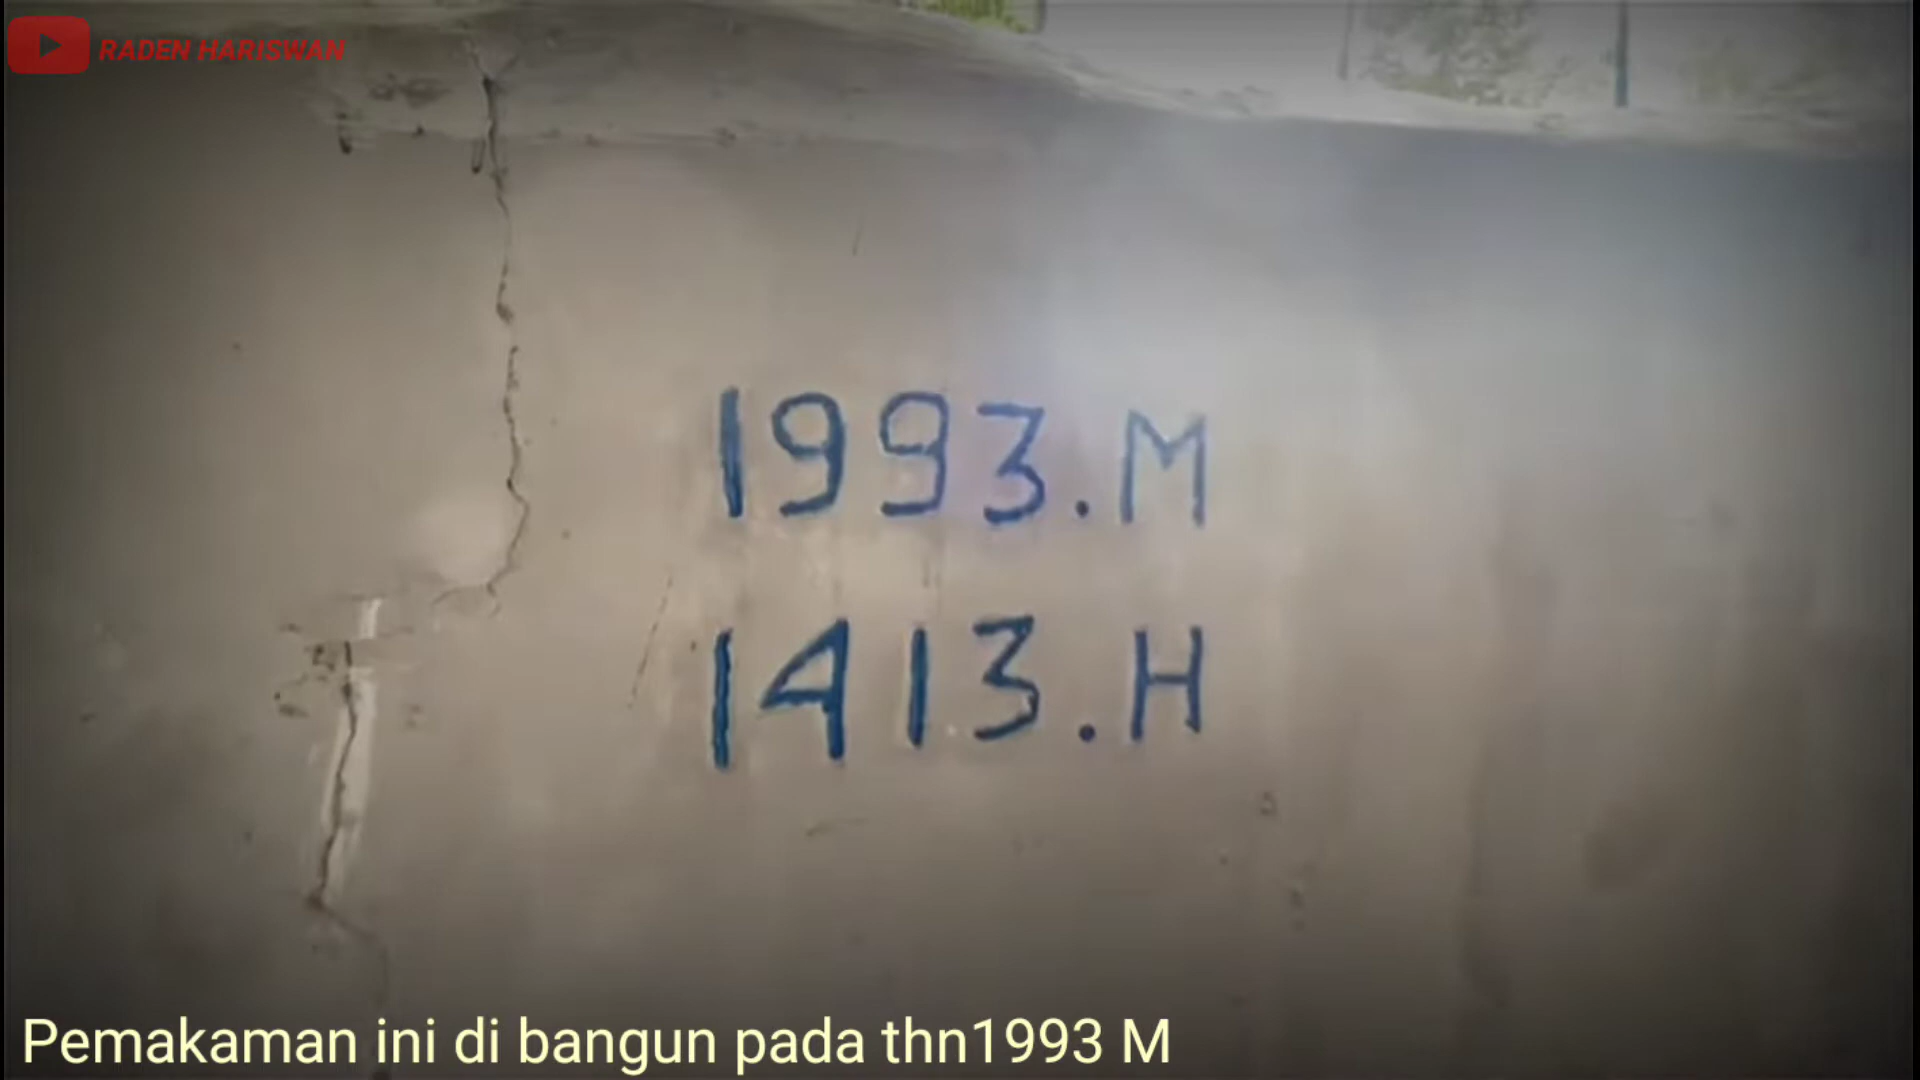 RADEN HARISWAN
1993.M
1413.H
Pemakaman ini di bangun pada thn1993 M